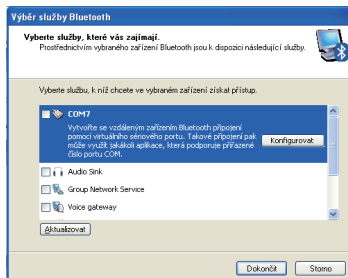 Výběr služby Bluetooth
Vyberte služby, které vás zajímají.
Prostřednictvím vybraného zařízení Bluetooth jsou k dispozici následující služby.
Vyberte službu, k níž chcete ve vybraném zařízení získat přístup.
COM7
Vytvořte se vzdáleným zařízením Bluetooth připojení
pomocí virtuálního sériového portu. Takové připojení pak
může využít jakákoli aplikace, která podporuje přiřazené
číslo portu COM.
Konfigurovat
Audio Sink
Group Network Service
Voice gateway
Aktualizovat
Dokončit
Storno